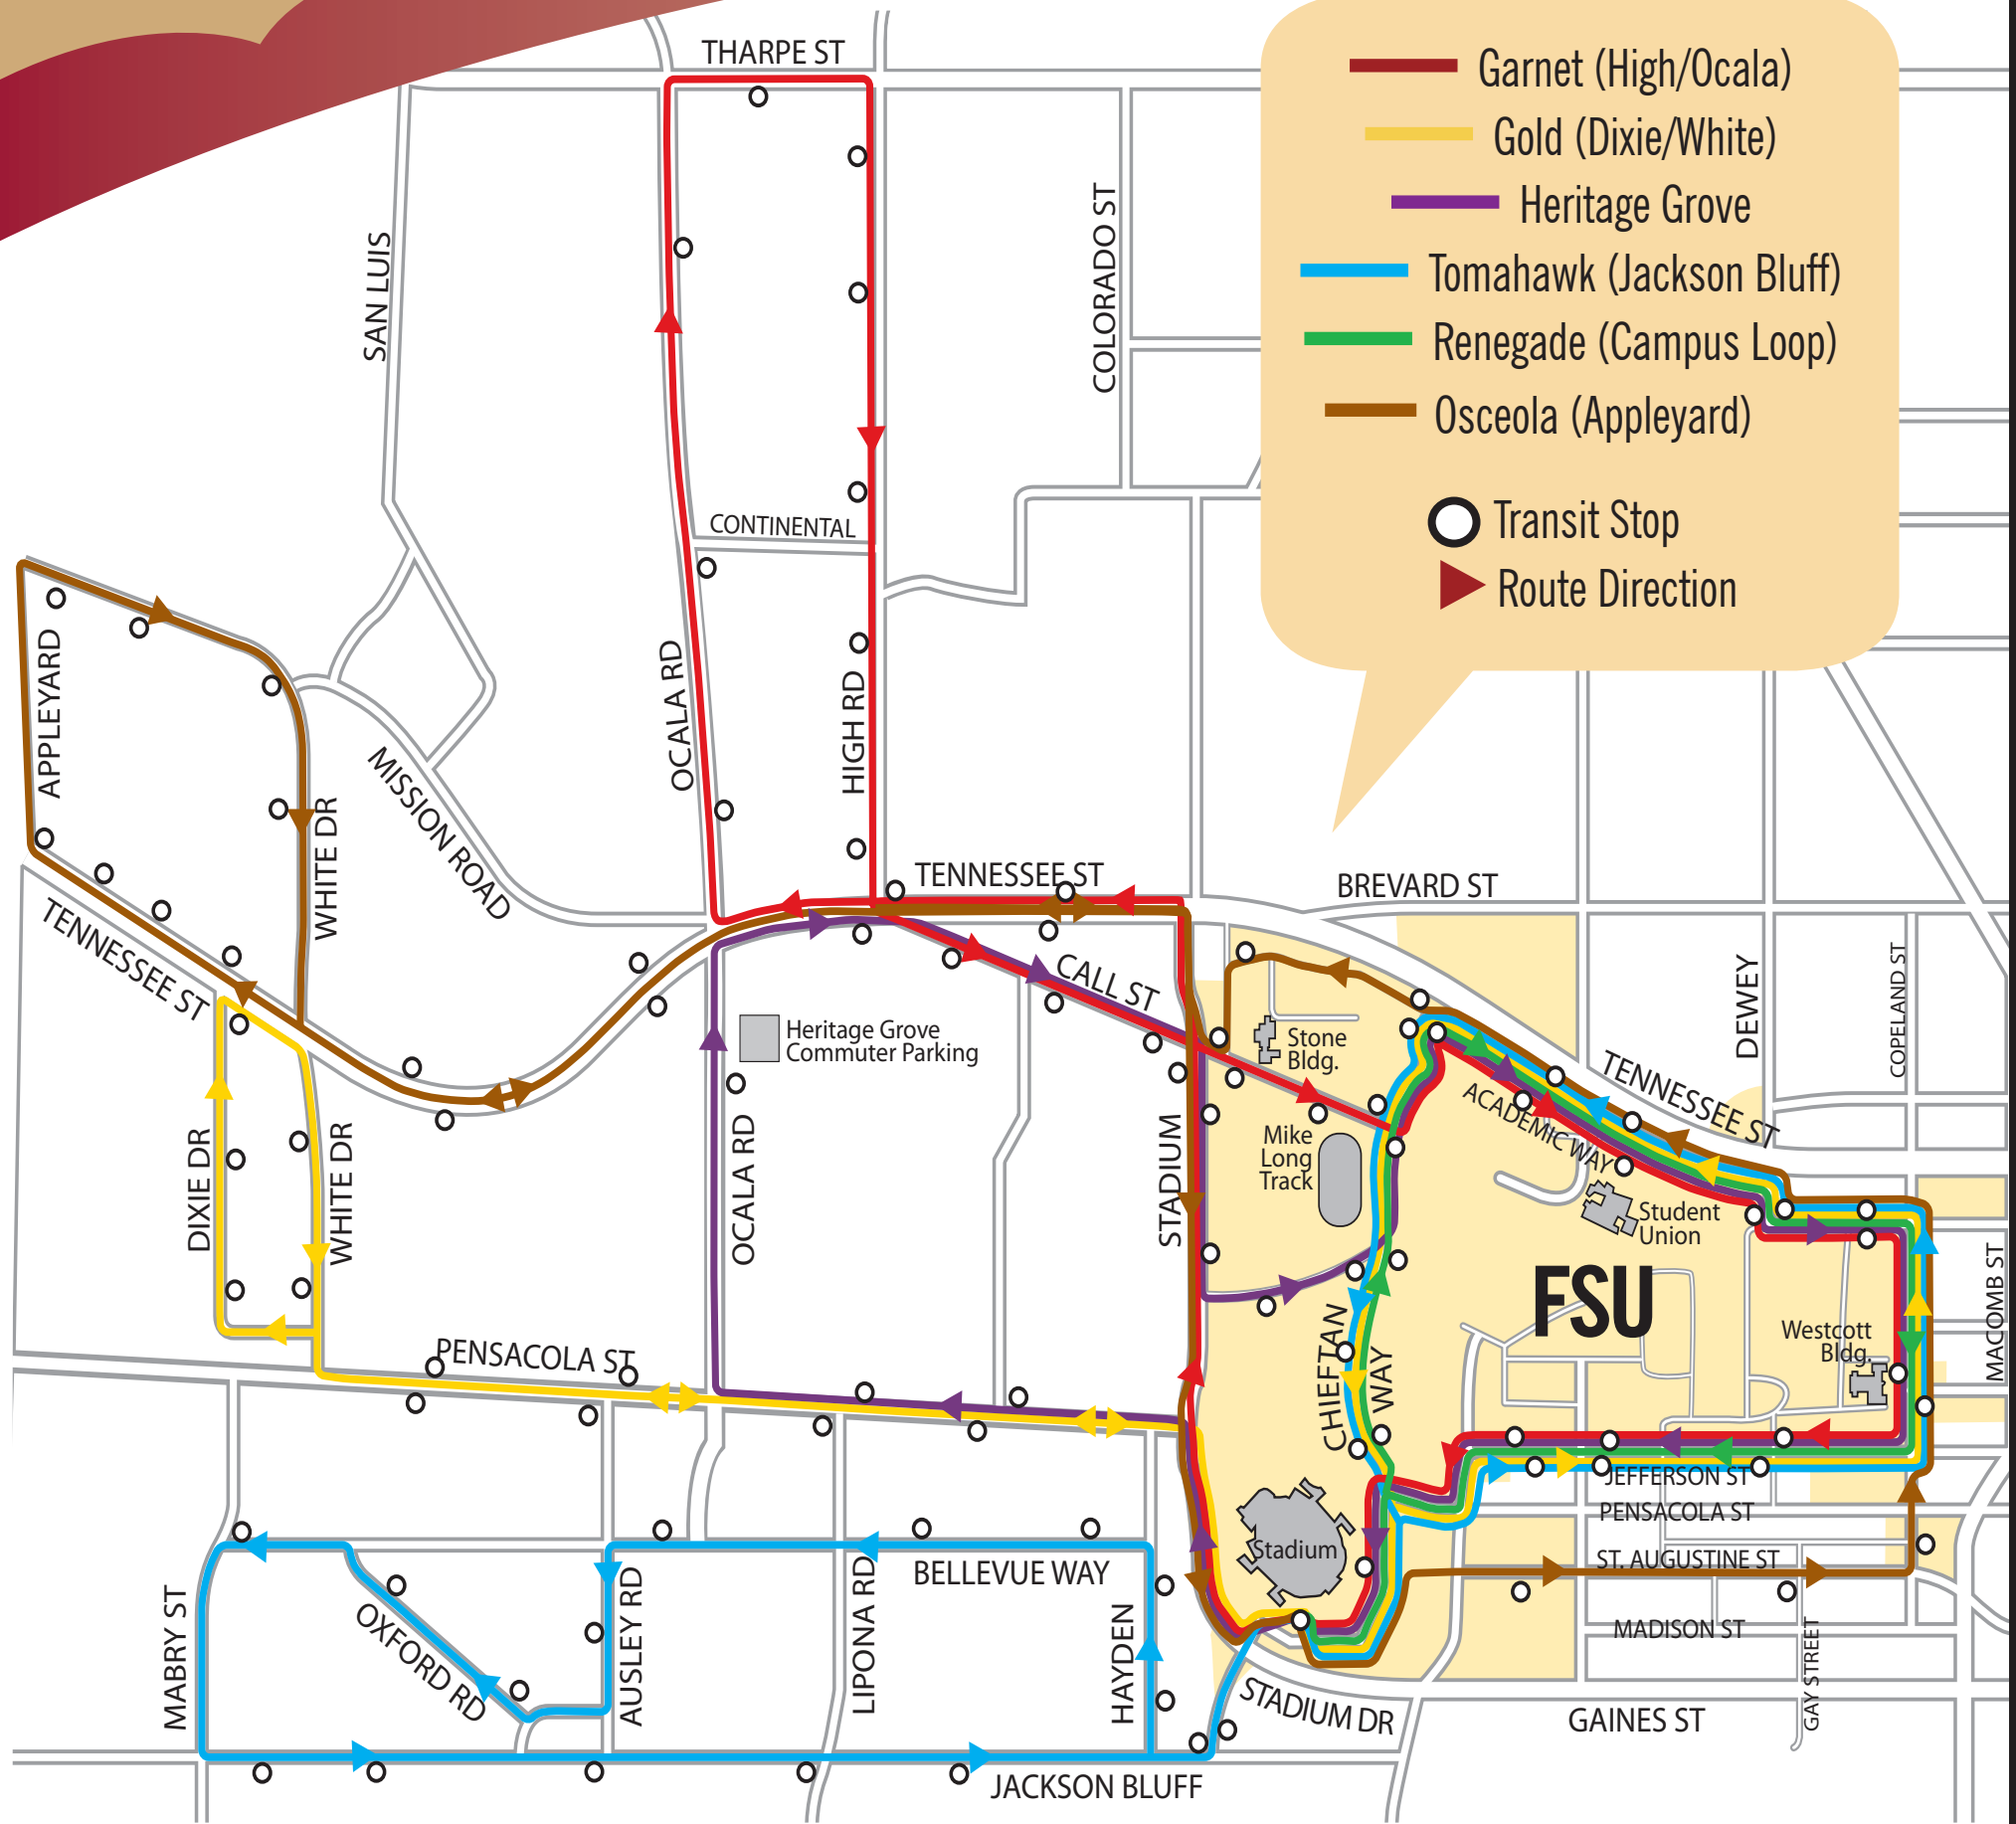 THARPE ST
Garnet (High/Ocala)
Gold (Dixie/White)
Heritage Grove
Tomahawk (Jackson Bluff)
Renegade (Campus Loop)
Osceola (Appleyard)
Transit Stop
Route Direction
SAN LUIS
COLORADO ST
CONTINENTAL
APPLEYARD
OCALA RD
HIGH RD
MISSION ROAD
WHITE DR
TENNESSEE ST
BREVARD ST
TENNESSEE ST
CALL ST
DEWEY
COPELAND ST
Heritage Grove
Commuter Parking
Stone
Bldg.
TENNESSEE ST
ACADEMIC WAY
Mike
Long
Track
DIXIE DR
WHITE DR
OCALA RD
STADIUM
Student
Union
FSU
MACOMB ST
Westcott
Bldg.
CHIEFTAN
WAY
PENSACOLA ST
JEFFERSON ST
PENSACOLA ST
Stadium
ST. AUGUSTINE ST
BELLEVUE WAY
MABRY ST
OXFORD RD
AUSLEY RD
LIPONA RD
HAYDEN
MADISON ST
GAY STREET
STADIUM DR
GAINES ST
JACKSON BLUFF